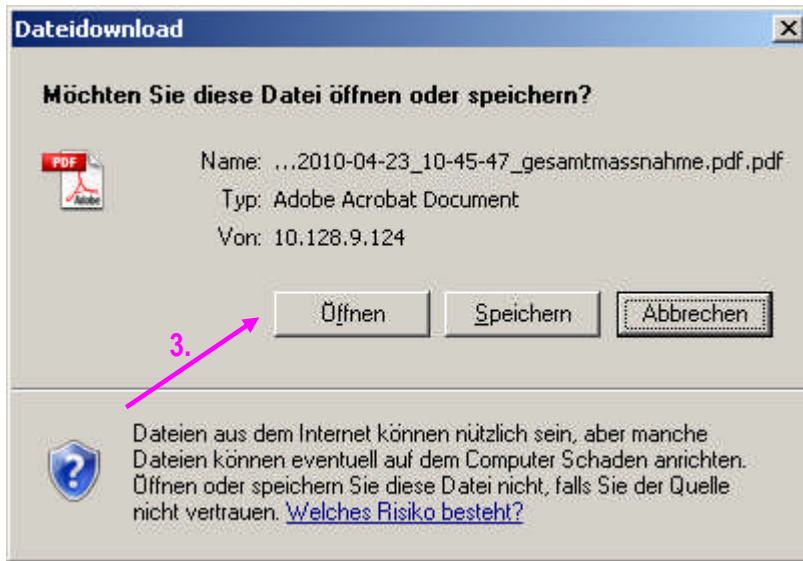 Dateidownload
Möchten Sie diese Datei öffnen oder speichern?
PDF
Adobe
Name: ...2010-04-23_10-45-47_gesamtmassnahme.pdf.pdf
Typ: Adobe Acrobat Document
Von: 10.128.9.124
Öffnen Speichern Abbrechen
3.
Dateien aus dem Internet können nützlich sein, aber manche
Dateien können eventuell auf dem Computer Schaden anrichten.
Öffnen oder speichern Sie diese Datei nicht, falls Sie der Quelle
nicht vertrauen. Welches Risiko besteht?